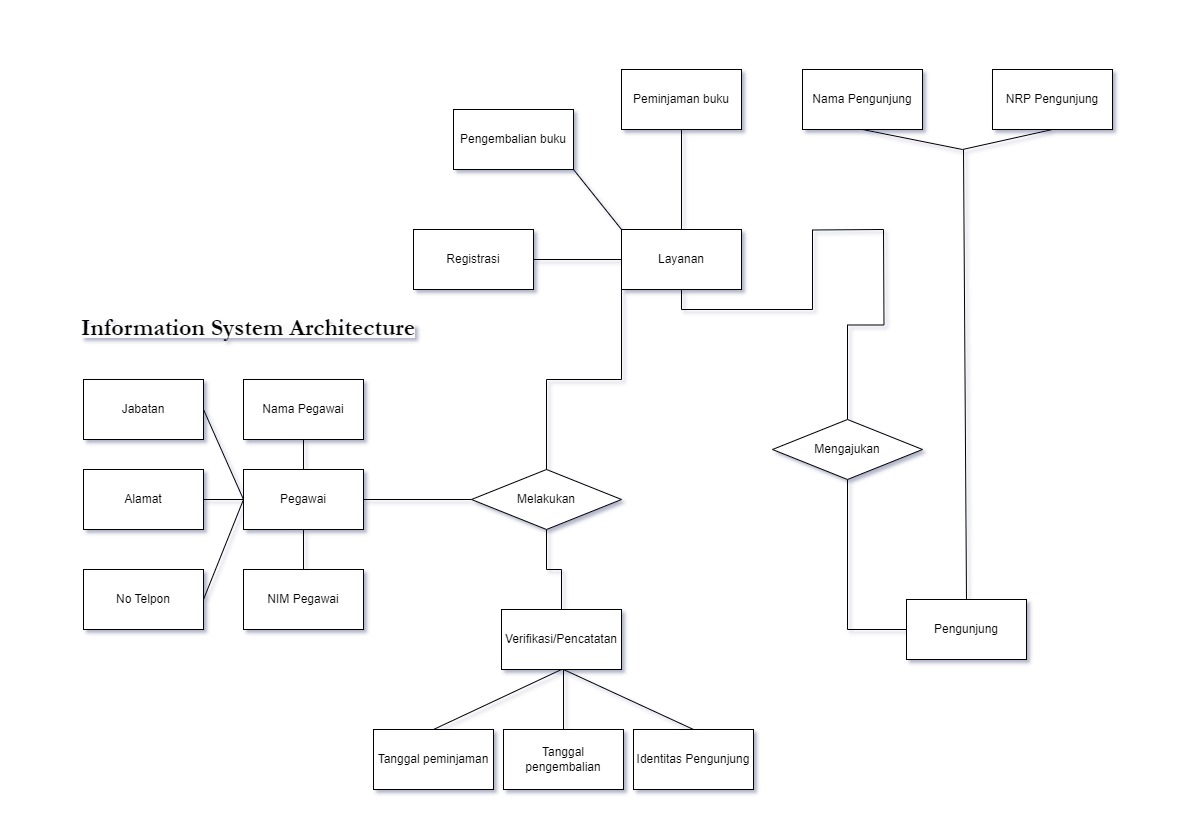 Peminjaman buku
Nama Pengunjung
NRP Pengunjung
Pengembalian buku
Registrasi
Layanan
Information System Architecture
Jabatan
Nama Pegawai
Mengajukan
Alamat
Pegawai
Melakukan
No Telpon
NIM Pegawai
Verifikasi/Pencatatan
Pengunjung
Tanggal peminjaman
Tanggal
pengembalian
Identitas Pengunjung